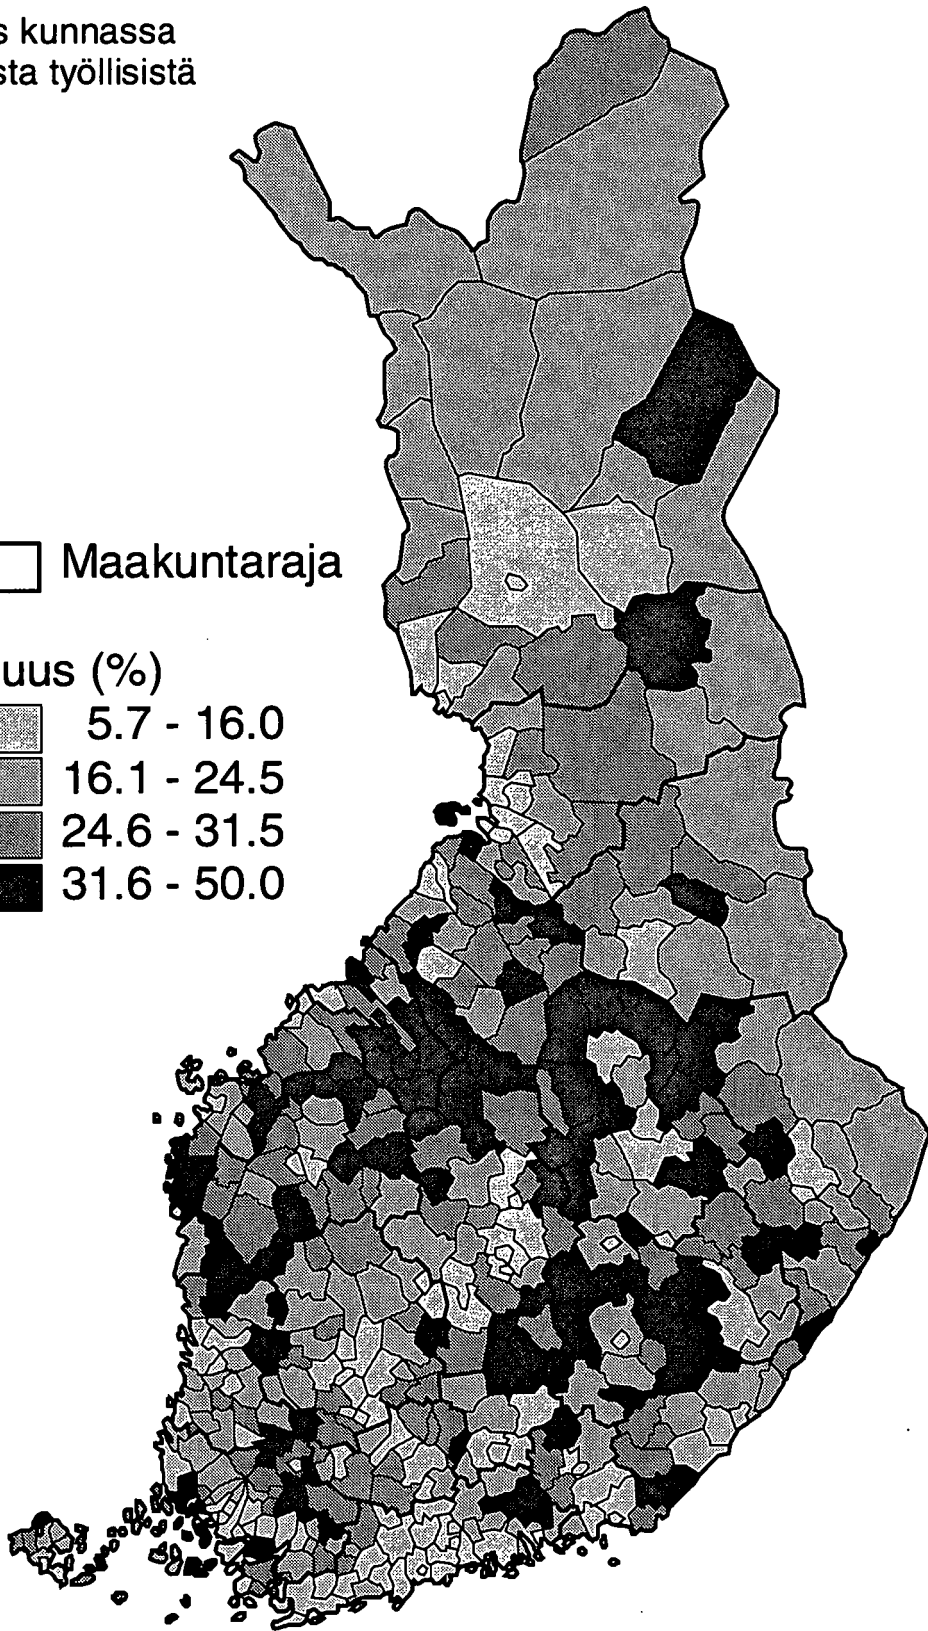 s kunnassa
sta työllisistä
Maakuntaraja
uus (%)
5.7 - 16.0
16.1 - 24.5
24.6 - 31.5
31.6 - 50.0